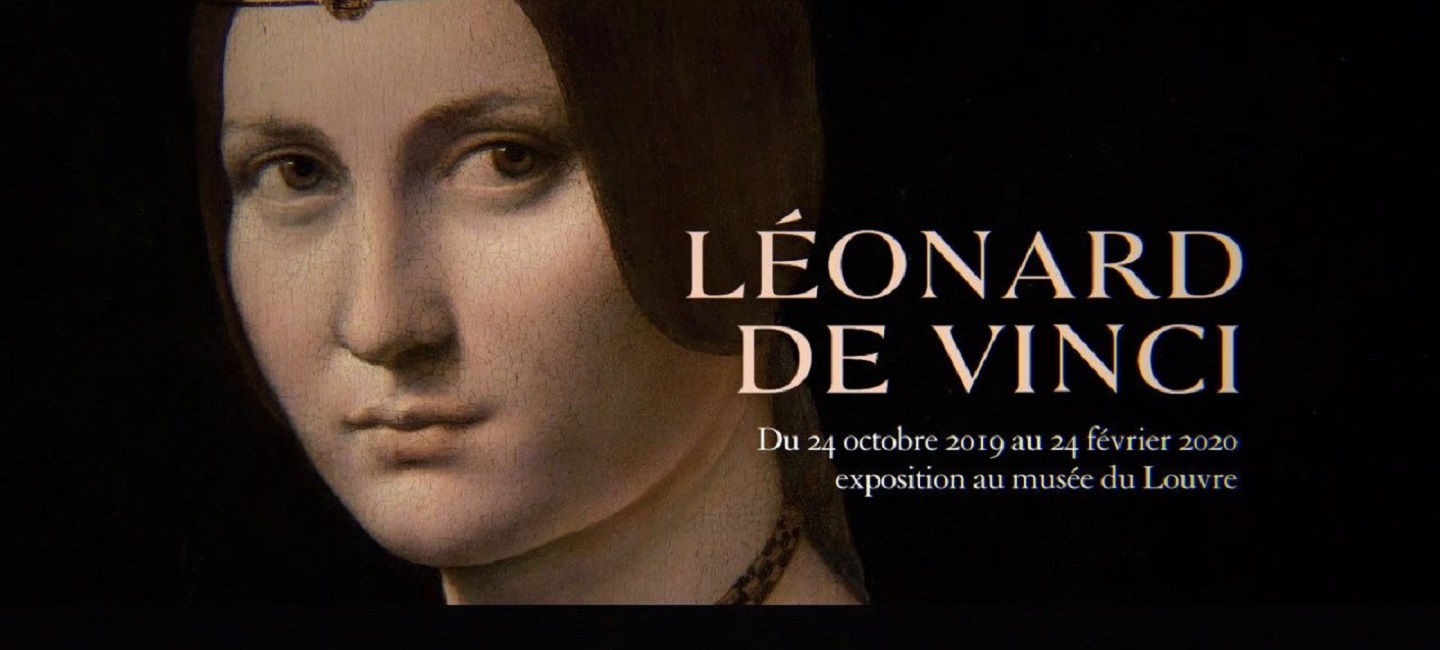 LÉONARD
DE VINCI
Du 24 octobre 2019 au 24 février 2020
exposition au musée du Louvre